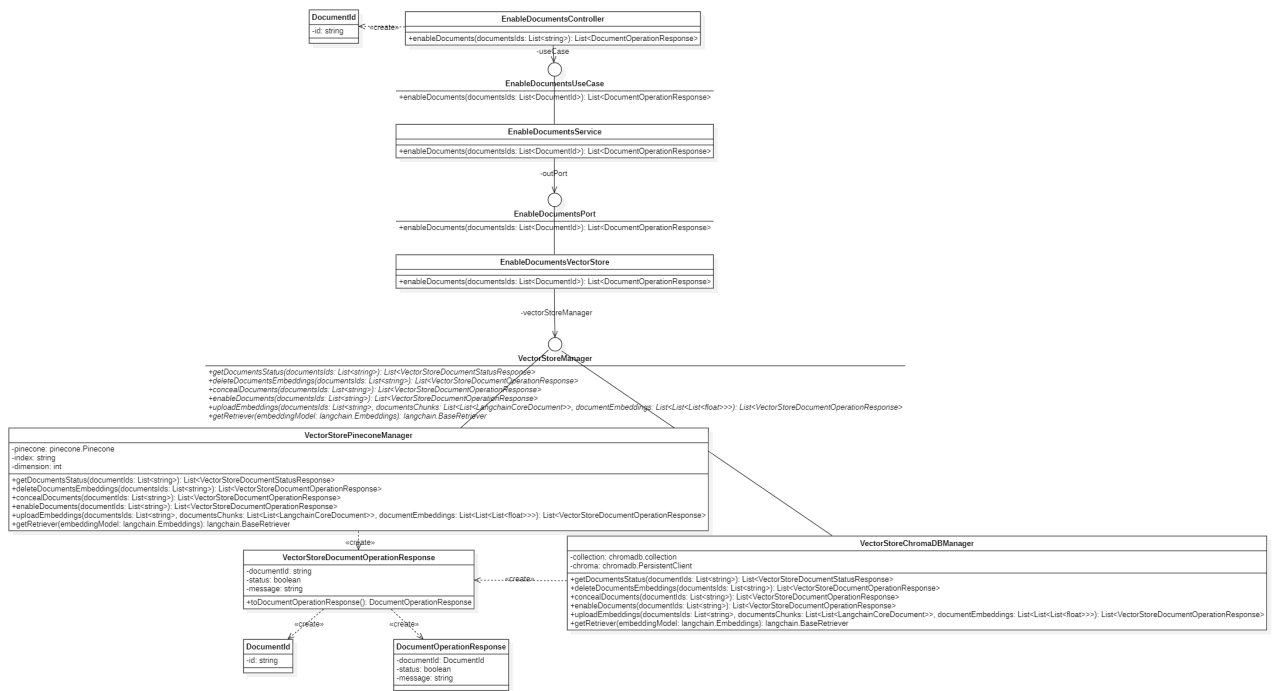 DocumentId
-id: string
«create»
EnableDocumentsController
+enableDocuments(documentsIds: List<string>): List<DocumentOperationResponse>
-useCase
EnableDocumentsUseCase
+enableDocuments(documentsIds: List<DocumentId>): List<DocumentOperationResponse>
EnableDocumentsService
+enableDocuments(documentsIds: List<DocumentId>): List<DocumentOperationResponse>
-outPort
EnableDocumentsPort
+enableDocuments(documentsIds: List<DocumentId>): List<DocumentOperationResponse>
EnableDocumentsVectorStore
+enableDocuments(documentsIds: List<DocumentId>): List<DocumentOperationResponse>
-vectorStoreManager
VectorStoreManager
+getDocumentsStatus(documentsIds: List<string>): List<VectorStoreDocumentStatusResponse>
+deleteDocumentsEmbeddings(documentsIds: List<string>): List<VectorStoreDocumentOperationResponse>
+concealDocuments(documentsIds: List<string>): List<VectorStoreDocumentOperationResponse>
+enableDocuments(documentsIds: List<string>): List<VectorStoreDocumentOperationResponse>
+uploadEmbeddings(documentsIds: List<string>, documentsChunks: List<List<LangchainCoreDocument>>, documentEmbeddings: List<List<List<float>>>): List<VectorStoreDocumentOperationResponse>
+getRetriever(embeddingModel: langchain.Embeddings): langchain.BaseRetriever
VectorStorePineconeManager
-pinecone: pinecone.Pinecone
-index: string
-dimension: int
+getDocumentsStatus(documentIds: List<string>): List<VectorStoreDocumentStatusResponse>
+deleteDocumentsEmbeddings(documentsIds: List<string>): List<VectorStoreDocumentOperationResponse>
+concealDocuments(documentIds: List<string>): List<VectorStoreDocumentOperationResponse>
+enableDocuments(documentIds: List<string>): List<VectorStoreDocumentOperationResponse>
+uploadEmbeddings(documentsIds: List<string>, documentsChunks: List<List<LangChainCoreDocument>>, documentEmbeddings: List<List<List<float>>>): List<VectorStoreDocumentOperationResponse>
+getRetriever(embeddingModel: langchain.Embeddings): langchain.BaseRetriever
«create»
VectorStoreDocumentOperationResponse
-documentId: string
-status: boolean
-message: string
+toDocumentOperationResponse(): DocumentOperationResponse
«create»
VectorStoreChromaDBManager
-collection: chromadb.collection
-chroma: chromadb.PersistentClient
+getDocumentsStatus(documentIds: List<string>): List<VectorStoreDocumentStatusResponse>
+deleteDocumentsEmbeddings(documentIds: List<string>): List<VectorStoreDocumentOperationResponse>
+concealDocuments(documentIds: List<string>): List<VectorStoreDocumentOperationResponse>
+enableDocuments(documentIds: List<string>): List<VectorStoreDocumentOperationResponse>
+uploadEmbeddings(documentsIds: List<string>, documentsChunks: List<List<LangChainCoreDocument>>, documentEmbeddings: List<List<List<float>>>): List<VectorStoreDocumentOperationResponse>
+getRetriever(embeddingModel: langchain.Embeddings): langchain.BaseRetriever
«create»
«create»
DocumentId
-id: string
DocumentOperationResponse
-documentId: DocumentId
-status: boolean
-message: string